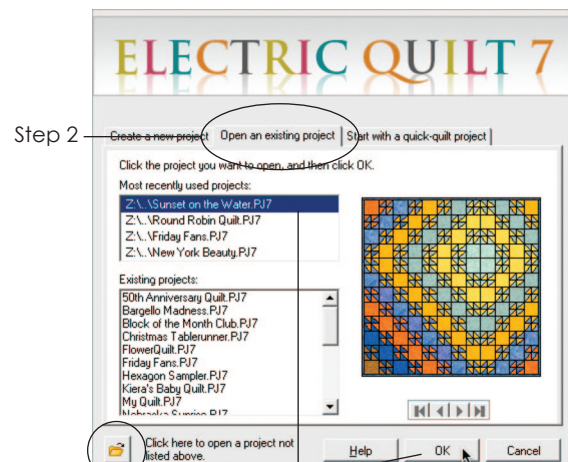 ELECTRIC QUILT 7
Step 2
Create a new project
Open an existing project
Start with a quick-quilt project
Click the project you want to open, and then click OK.
Most recently used projects:
Z:\..\Sunset on the Water.PJ7
Z:\..\Round Robin Quilt.PJ7
Z:\..\Friday Fans.PJ7
Z:\..\New York Beauty.PJ7
Existing projects:
50th Anniversary Quilt.PJ7
Bargello Madness.PJ7
Block of the Month Club.PJ7
Christmas Tablerunner.PJ7
FlowerQuilt.PJ7
Friday Fans.PJ7
Hexagon Sampler.PJ7
Kiera's Baby Quilt.PJ7
My Quilt.PJ7
Nebraska Sunrise.PJ7
Click here to open a project not
listed above.
Help
OK
Cancel